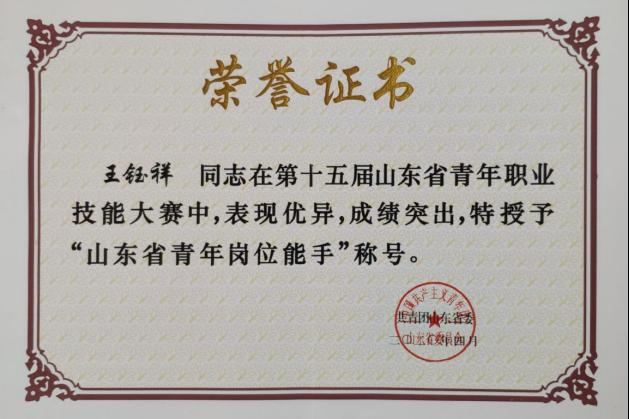 荣誉证书
王钰祥 同志在第十五届山东省青年职业
技能大赛中,表现优异,成绩突出,特授予
“山东省青年岗位能手”称号。
共青团山东省委